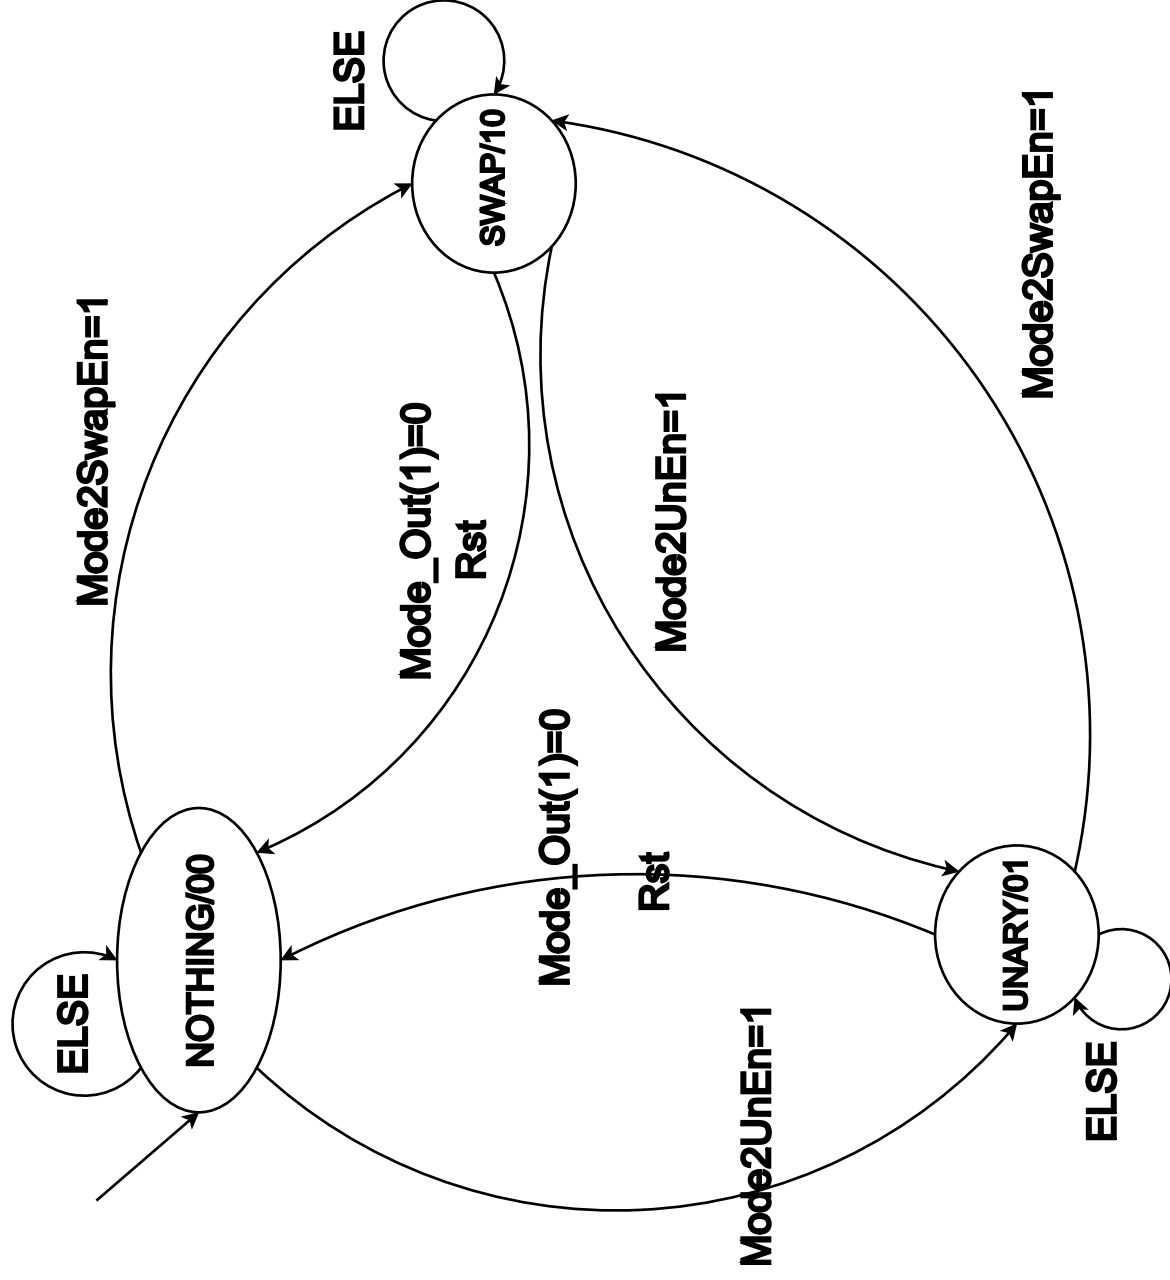 ELSE
NOTHING/00
Mode2SwapEn=1
ELSE
SWAP/10
Mode_Out(1)=0
Rst
Mode_Out(1)=0
Rst
Mode2UnEn=1
Mode2UnEn=1
Mode2SwapEn=1
UNARY/01
ELSE